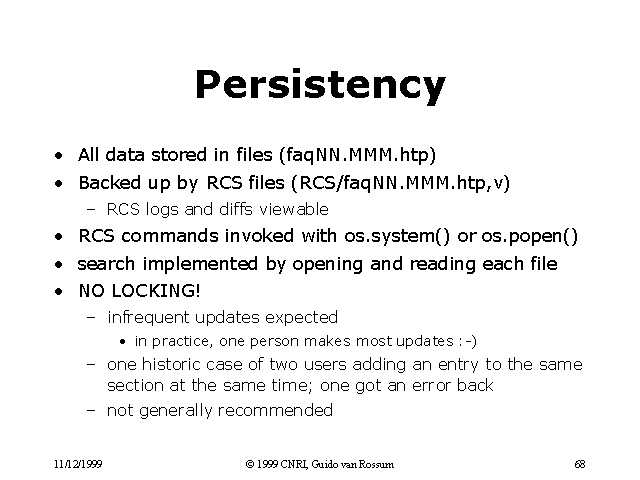 Persistency
• All data stored in files (faqNN.MMM.htp)
• Backed up by RCS files (RCS/faqNN.MMM.htp,v)
– RCS logs and diffs viewable
• RCS commands invoked with os.system() or os.popen()
• search implemented by opening and reading each file
• NO LOCKING!
– infrequent updates expected
• in practice, one person makes most updates :-)
– one historic case of two users adding an entry to the same
section at the same time; one got an error back
– not generally recommended
11/12/1999
© 1999 CNRI, Guido van Rossum
68